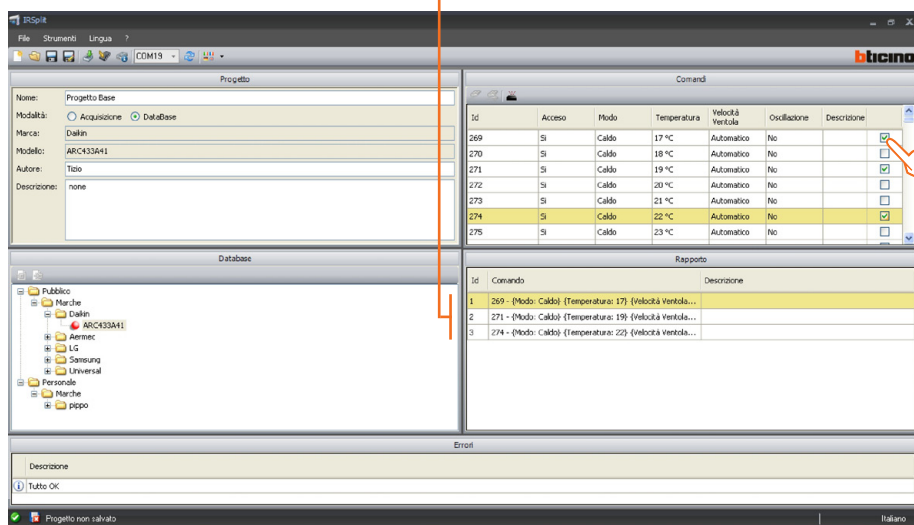 IRSplit
File Strumenti Lingua ?
COM19
bticino
Progetto
Nome: Progetto Base
Modalità: Acquisizione DataBase
Marca: Daikin
Modello: ARC433A41
Autore: Tizio
Descrizione: none
Comandi
Id Acceso Modo Temperatura Velocità Ventola Oscillazione Descrizione
269 Si Caldo 17 °C Automatico No
270 Si Caldo 18 °C Automatico No
271 Si Caldo 19 °C Automatico No
272 Si Caldo 20 °C Automatico No
273 Si Caldo 21 °C Automatico No
274 Si Caldo 22 °C Automatico No
275 Si Caldo 23 °C Automatico No
Database
Pubblico
Marche
Daikin
ARC433A41
Aermec
LG
Samsung
Universal
Personale
Marche
pippo
Rapporto
Id Comando Descrizione
1 269 - {Modo: Caldo} {Temperatura: 17} {Velocità Ventola...
2 271 - {Modo: Caldo} {Temperatura: 19} {Velocità Ventola...
3 274 - {Modo: Caldo} {Temperatura: 22} {Velocità Ventola...
Errori
Descrizione
Tutto OK
Progetto non salvato
Italiano